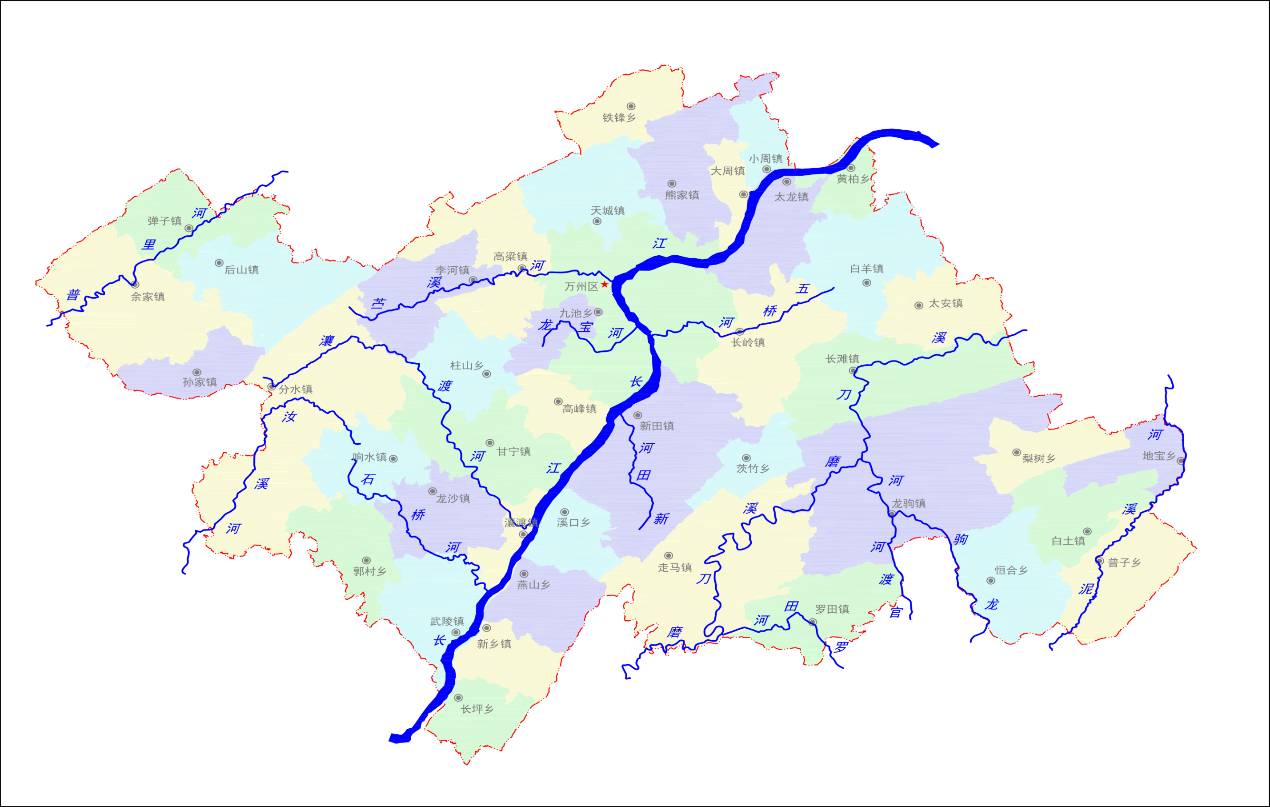 铁锋乡
小周镇
大周镇
黄柏乡
熊家镇
太龙镇
天城镇
弹子镇
后山镇
余家镇
孙家镇
普里河
高梁镇
李河镇
苎溪河
江
万州区
九池乡
龙宝河
白羊镇
太安镇
五桥河
长岭镇
长滩镇
溪
瀼渡河
分水镇
柱山乡
高峰镇
长
刀
新田镇
汝溪河
响水镇
甘宁镇
江
河田新
茨竹乡
磨
河
梨树乡
地宝乡
河
石桥河
龙沙镇
瀼渡镇
溪口乡
溪
龙驹镇
驹
溪
白土镇
郭村乡
燕山乡
走马镇
刀
河渡官
恒合乡
龙
泥
普子乡
武陵镇
长
新乡镇
磨
河田罗
罗田镇
长坪乡